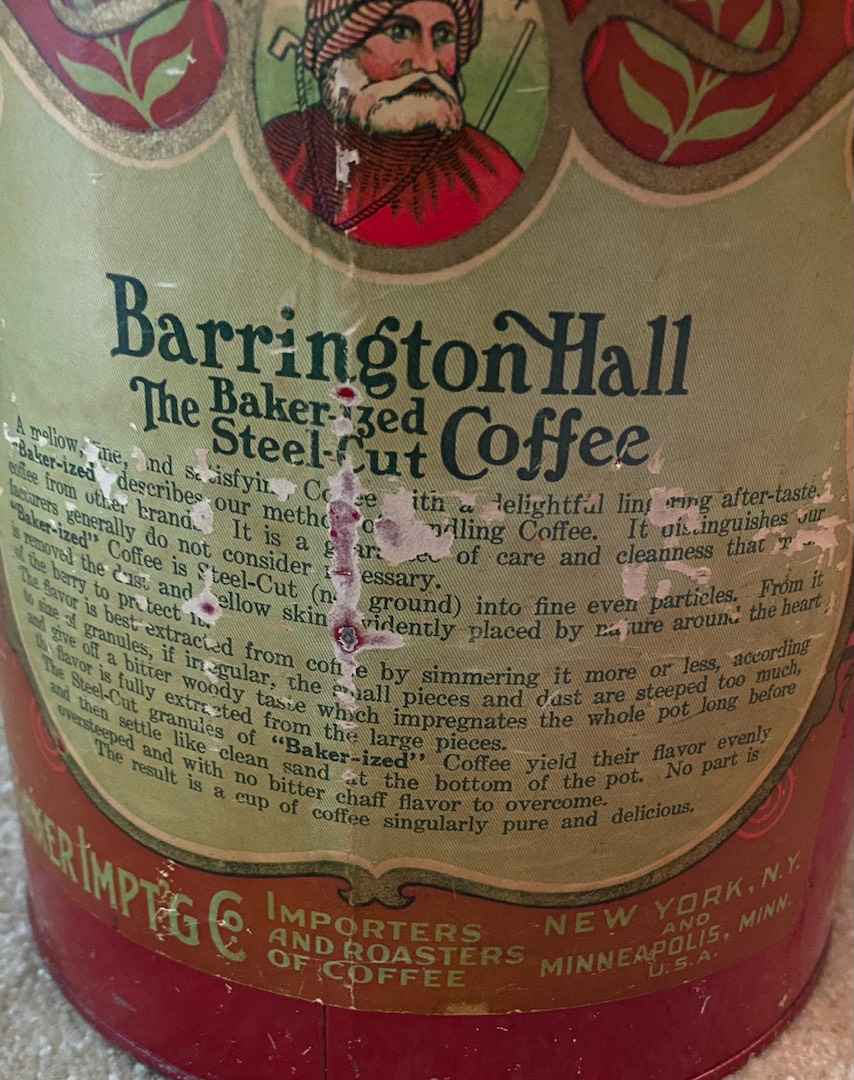 Barrington Hall
The Baker-ized
Steel-Cut Coffee
A mellow, fine, and satisfying Coffee with a delightful lingering after-taste.
"Baker-ized" describes our method of handling Coffee. It distinguishes our
coffee from other brands. It is a guarantee of care and cleanness that
facturers generally do not consider necessary.
"Baker-ized" Coffee is Steel-Cut (not ground) into fine even particles. From it
is removed the dust and yellow skin evidently placed by nature around the heart
of the berry to protect it.
The flavor is best extracted from coffee by simmering it more or less, according
to size of granules, if irregular, the small pieces and dust are steeped too much,
and give off a bitter woody taste which impregnates the whole pot long before
the flavor is fully extracted from the large pieces.
The Steel-Cut granules of "Baker-ized" Coffee yield their flavor evenly
and then settle like clean sand at the bottom of the pot. No part is
oversteeped and with no bitter chaff flavor to overcome.
The result is a cup of coffee singularly pure and delicious.
BAKER IMPT'G CO
IMPORTERS
AND ROASTERS
OF COFFEE
NEW YORK, N.Y.
AND
MINNEAPOLIS, MINN.
U.S.A.